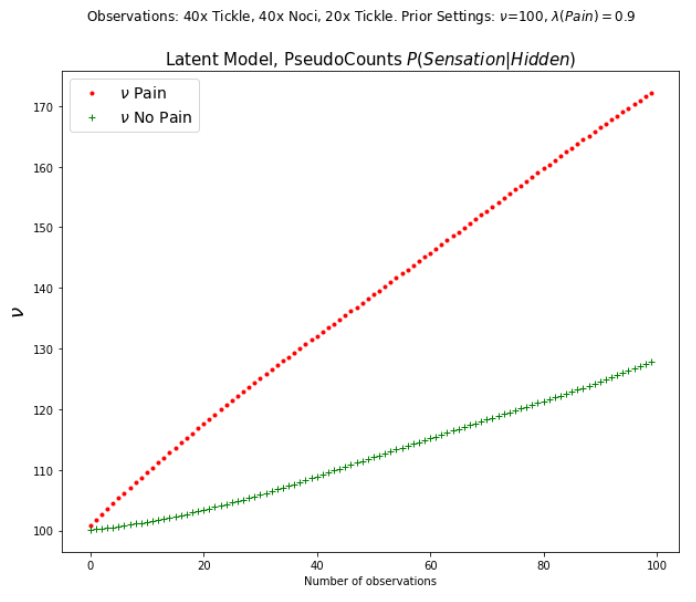 Observations: 40x Tickle, 40x Noci, 20x Tickle. Prior Settings: ν=100, λ(Pain) = 0.9
Latent Model, PseudoCounts P(Sensation|Hidden)
ν Pain
ν No Pain
170
160
150
140
130
120
110
100
ν
0 20 40 60 80 100
Number of observations